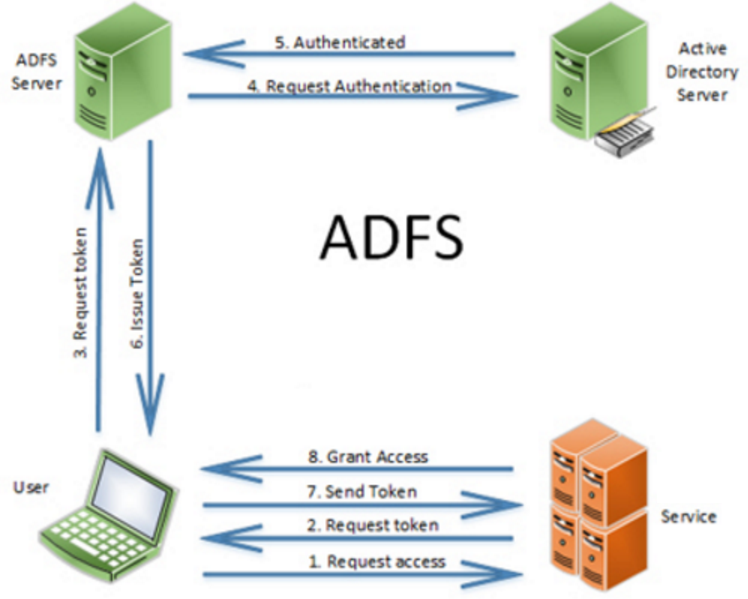 ADFS
Server
5. Authenticated
4. Request Authentication
Active
Directory
Server
ADFS
3. Request token
6. Issue Token
User
8. Grant Access
7. Send Token
2. Request token
1. Request access
Service